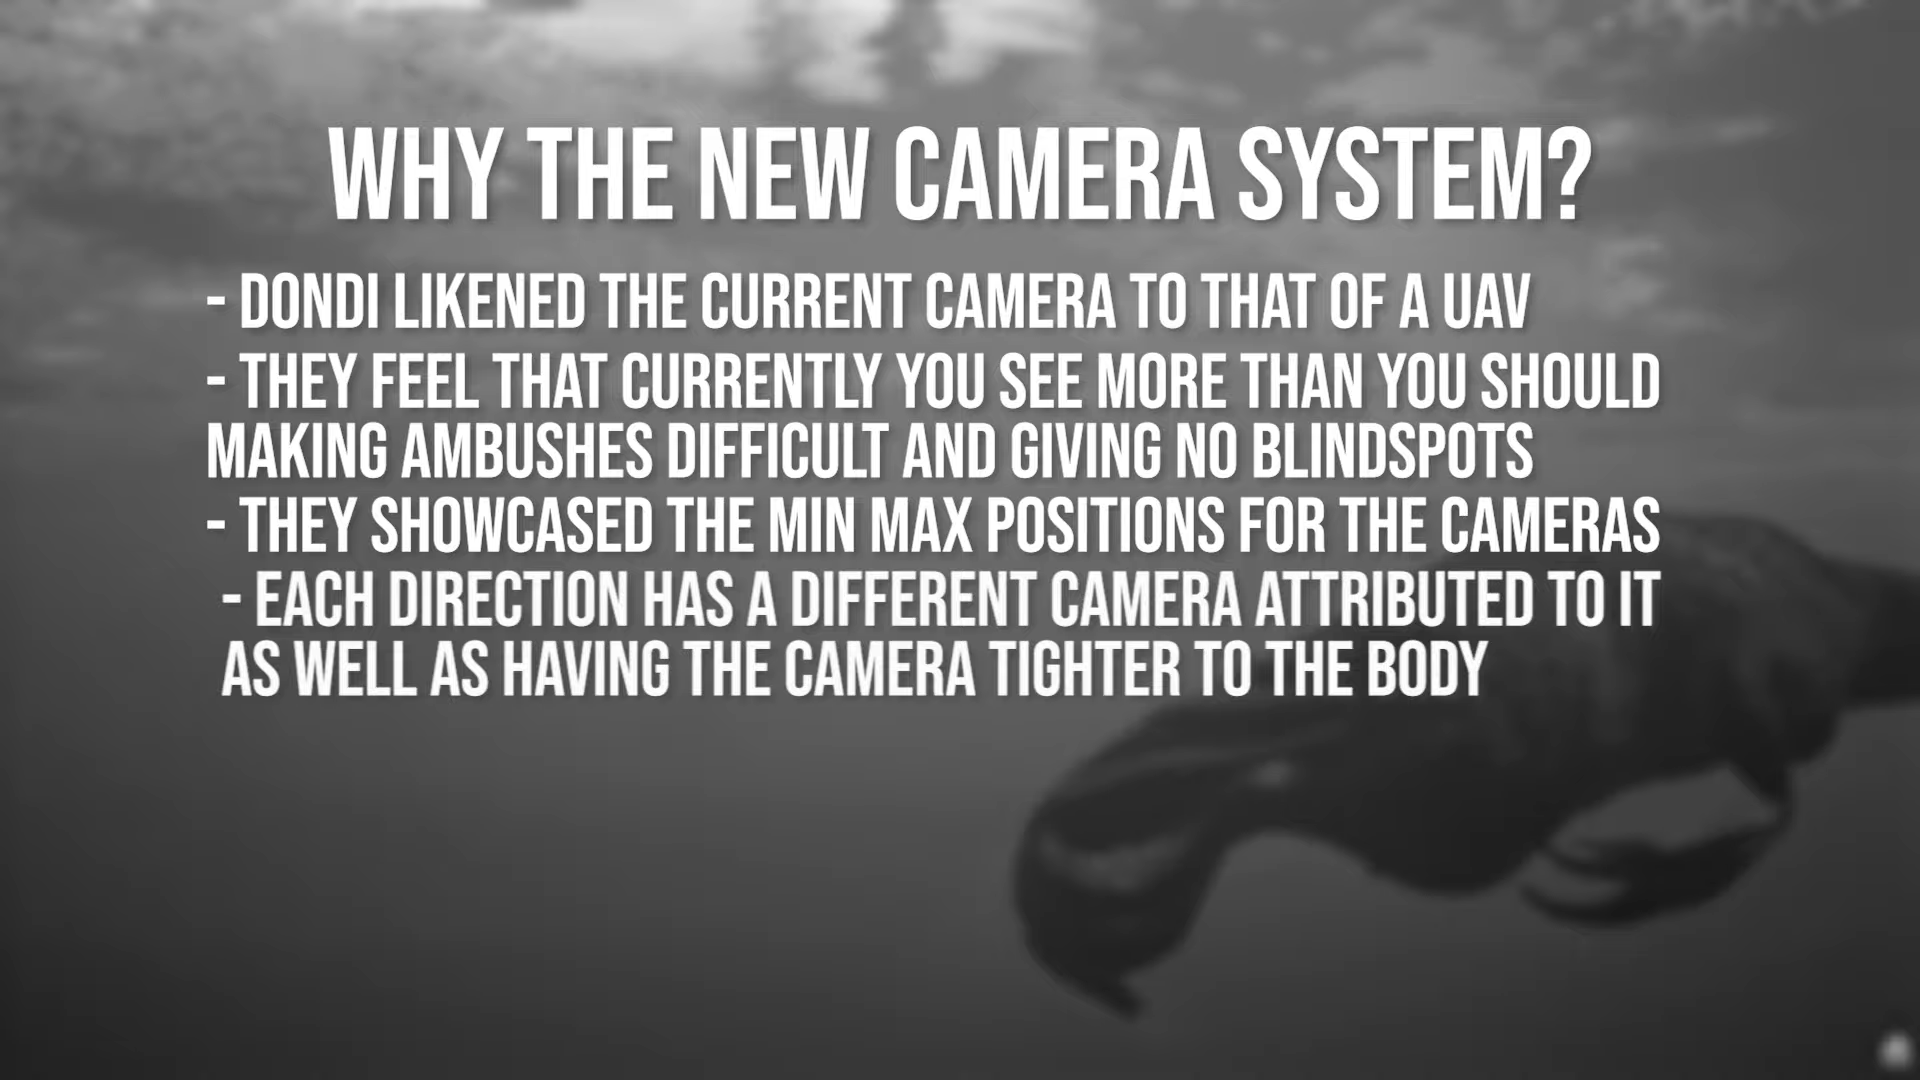 WHY THE NEW CAMERA SYSTEM?
- DONDI LIKENED THE CURRENT CAMERA TO THAT OF A UAV
- THEY FEEL THAT CURRENTLY YOU SEE MORE THAN YOU SHOULD
MAKING AMBUSHES DIFFICULT AND GIVING NO BLINDSPOTS
- THEY SHOWCASED THE MIN MAX POSITIONS FOR THE CAMERAS
- EACH DIRECTION HAS A DIFFERENT CAMERA ATTRIBUTED TO IT
AS WELL AS HAVING THE CAMERA TIGHTER TO THE BODY